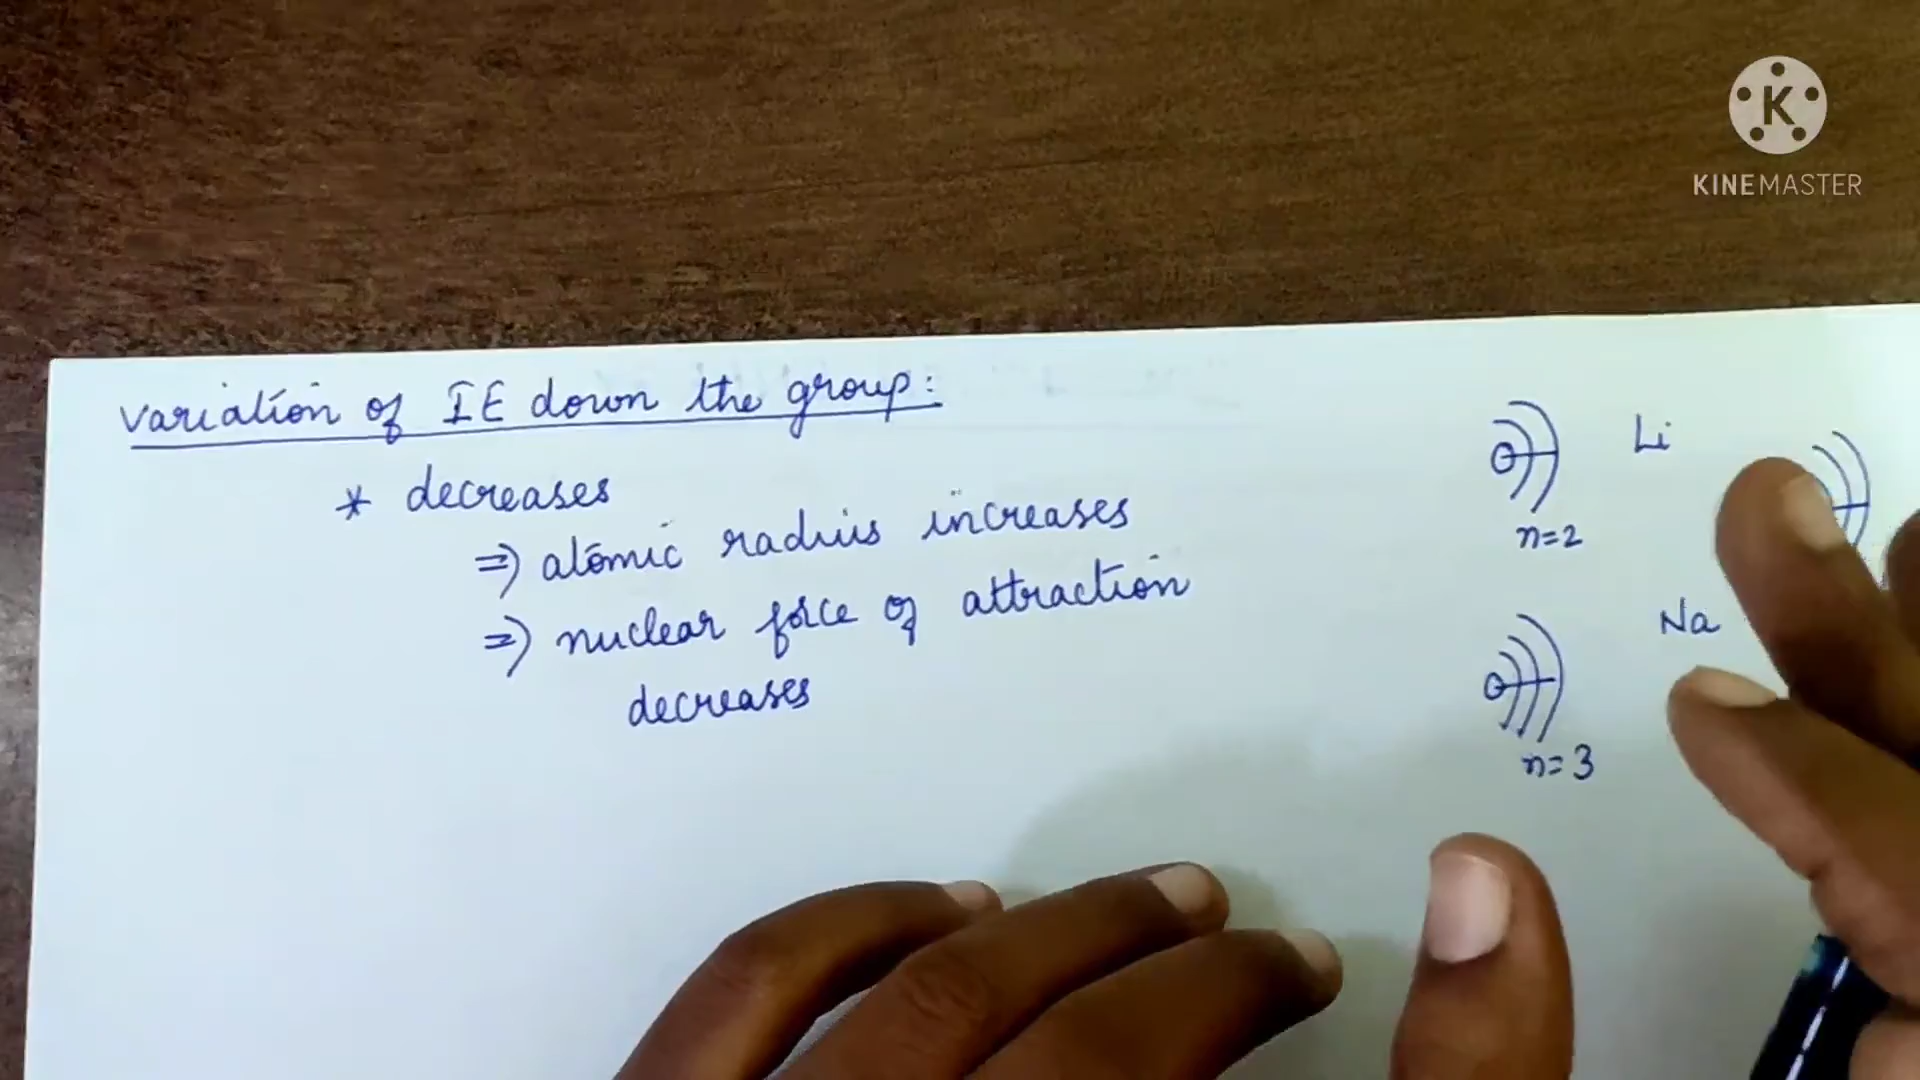 KINEMASTER
Variation of IE down the group:
* decreases
⇒ atomic radius increases
⇒ nuclear force of attraction
decreases
Li
n=2
Na
n=3